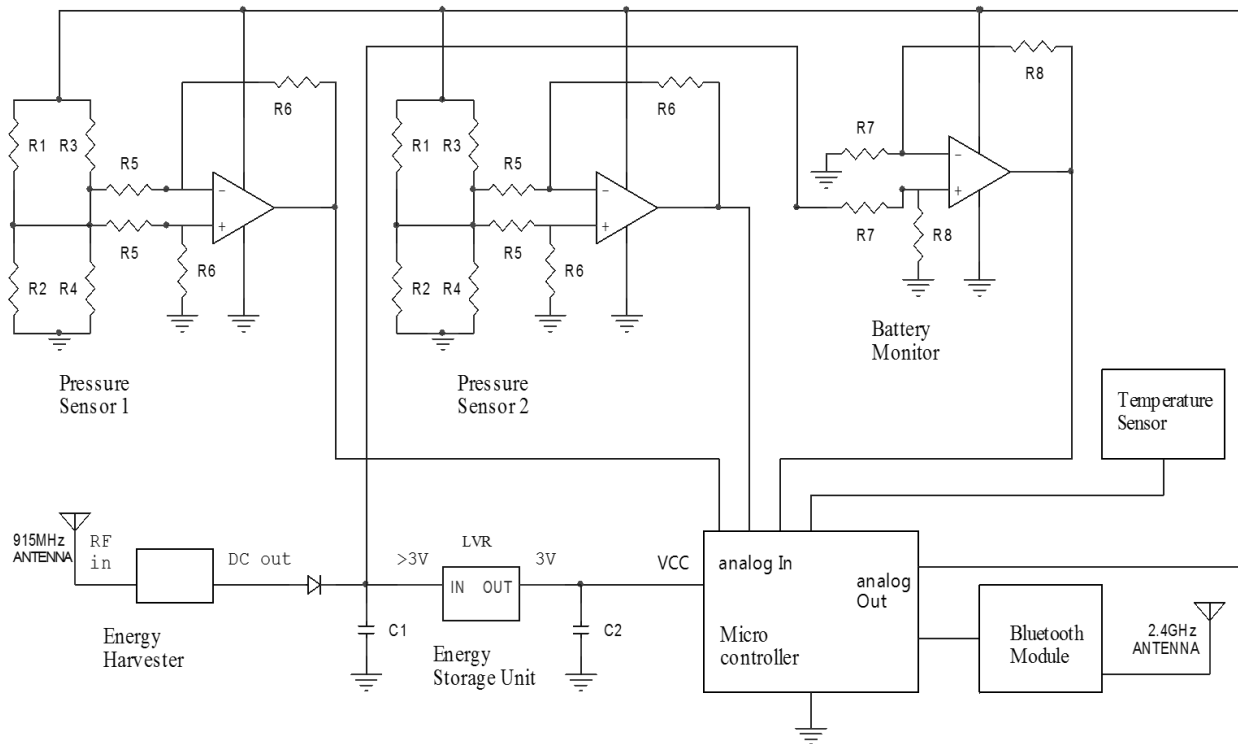 R1
R3
R5
R5
R6
R6
R2
R4
Pressure
Sensor 1
R1
R3
R5
R5
R6
R6
R2
R4
Pressure
Sensor 2
R8
R7
R7
R8
Battery
Monitor
Temperature
Sensor
915MHz
ANTENNA
RF
in
DC out
Energy
Harvester
>3V
LVR
3V
IN OUT
C1
C2
Energy
Storage Unit
VCC
analog In
analog
Out
Micro
controller
Bluetooth
Module
2.4GHz
ANTENNA